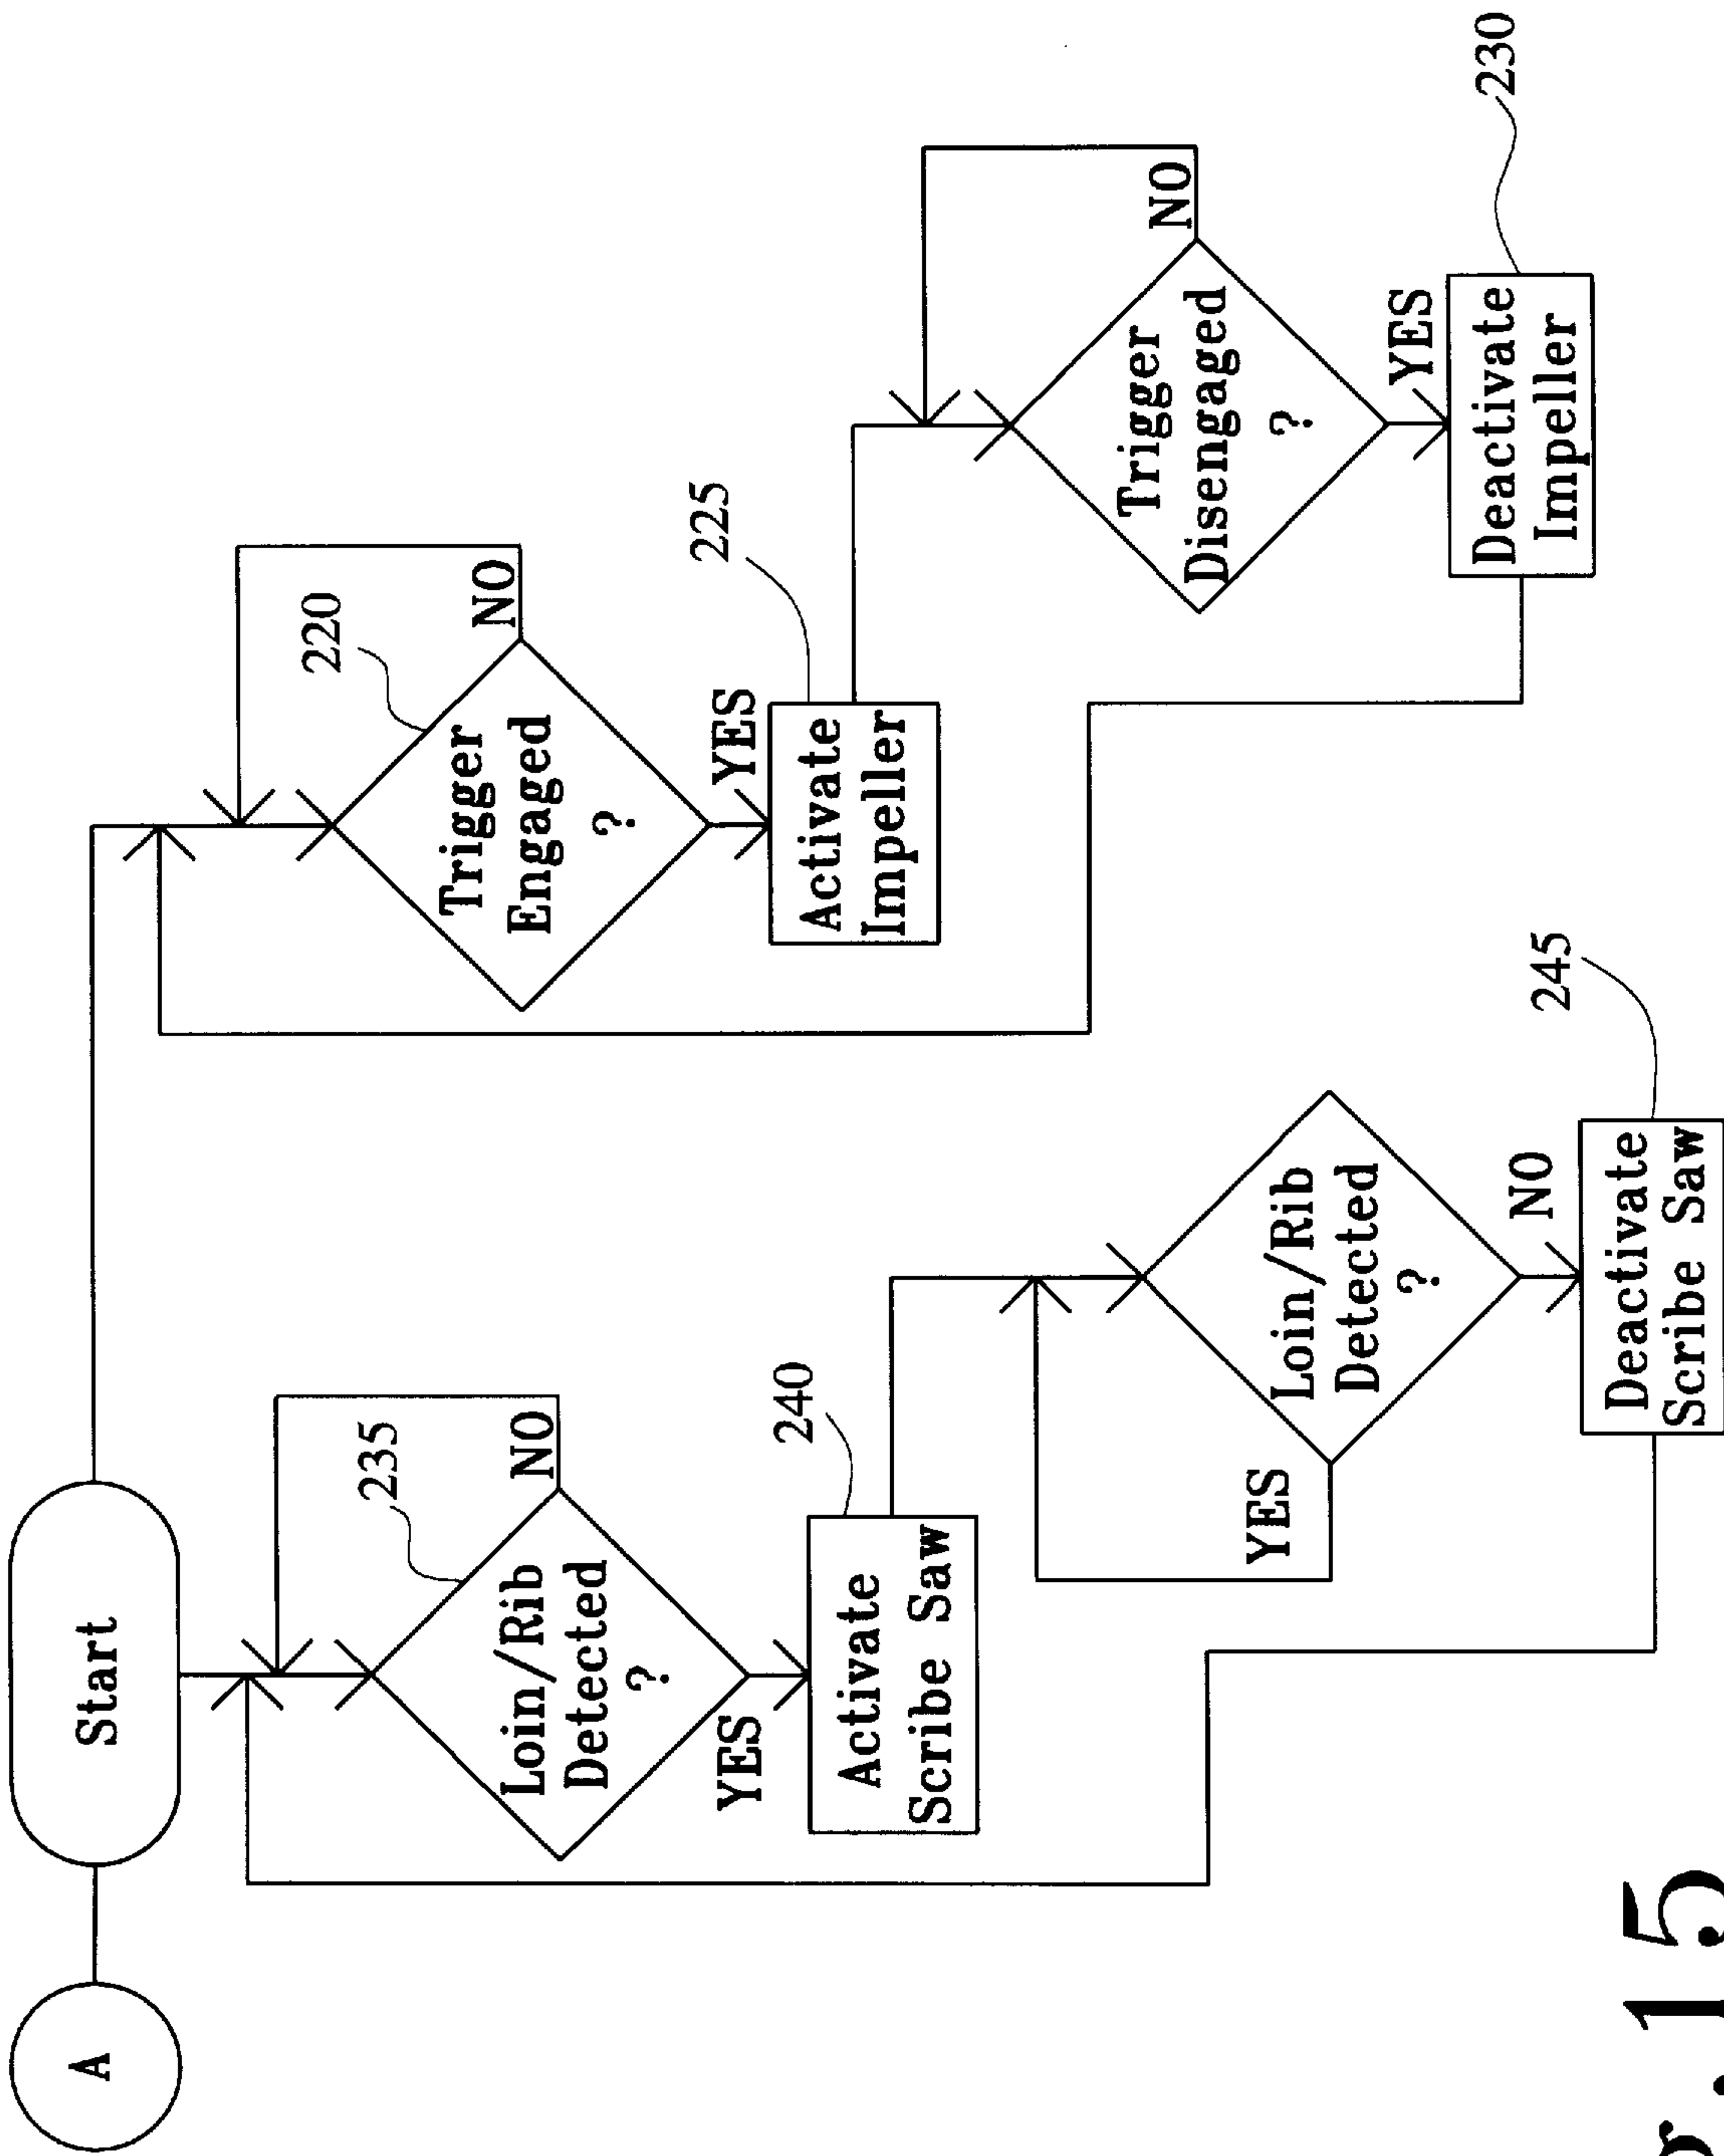 A
Start
235
Loin/Rib
Detected
?
NO
YES
240
Activate
Scribe Saw
Loin/Rib
Detected
?
YES
NO
245
Deactivate
Scribe Saw
220
Trigger
Engaged
?
NO
YES
225
Activate
Impeller
Trigger
Disengaged
?
NO
YES
230
Deactivate
Impeller
15